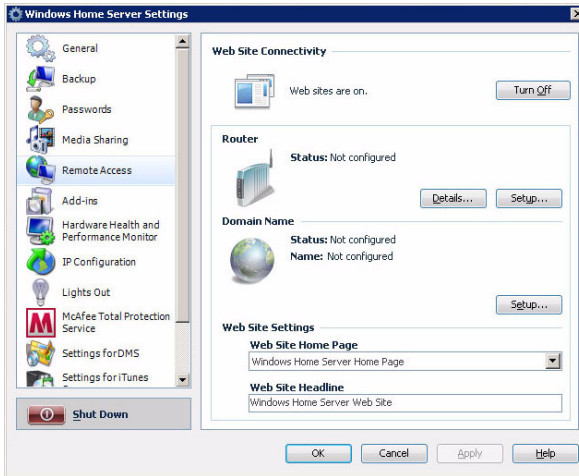 Windows Home Server Settings
General
Backup
Passwords
Media Sharing
Remote Access
Add-ins
Hardware Health and
Performance Monitor
IP Configuration
Lights Out
McAfee Total Protection
Service
Settings for DMS
Settings for iTunes
Shut Down
Web Site Connectivity
Web sites are on.
Turn Off
Router
Status: Not configured
Details...
Setup...
Domain Name
Status: Not configured
Name: Not configured
Setup...
Web Site Settings
Web Site Home Page
Windows Home Server Home Page
Web Site Headline
Windows Home Server Web Site
OK
Cancel
Apply
Help